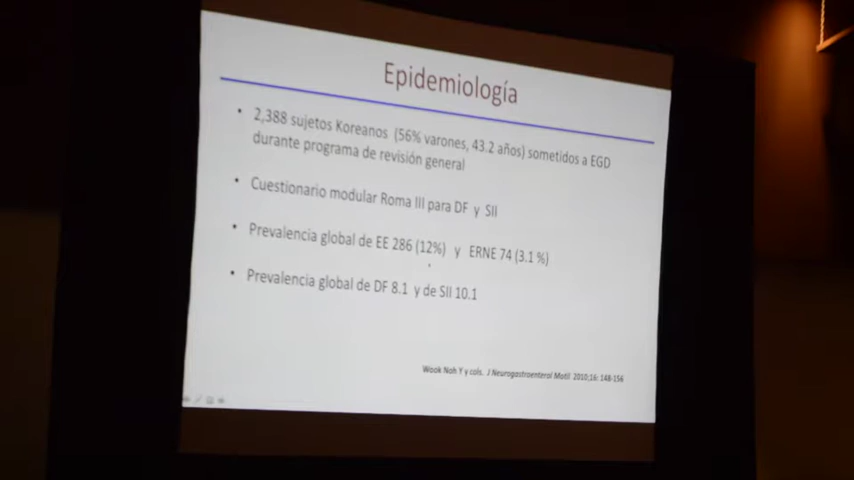 Epidemiología
• 2,388 sujetos Koreanos (56% varones, 43.2 años) sometidos a EGD
durante programa de revisión general
• Cuestionario modular Roma III para DF y SII
• Prevalencia global de EE 286 (12%) y ERNE 74 (3.1 %)
• Prevalencia global de DF 8.1 y de SII 10.1
Wook Noh Y y cols. J Neurogastroenterol Motil 2010;16: 148-156